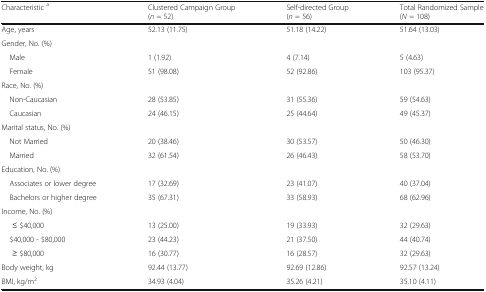 Characteristic a Clustered Campaign Group Self-directed Group Total Randomized Sample
(n = 52) (n = 56) (N = 108)
Age, years 52.13 (11.75) 51.18 (14.22) 51.64 (13.03)
Gender, No. (%)
Male 1 (1.92) 4 (7.14) 5 (4.63)
Female 51 (98.08) 52 (92.86) 103 (95.37)
Race, No. (%)
Non-Caucasian 28 (53.85) 31 (55.36) 59 (54.63)
Caucasian 24 (46.15) 25 (44.64) 49 (45.37)
Marital status, No. (%)
Not Married 20 (38.46) 30 (53.57) 50 (46.30)
Married 32 (61.54) 26 (46.43) 58 (53.70)
Education, No. (%)
Associates or lower degree 17 (32.69) 23 (41.07) 40 (37.04)
Bachelors or higher degree 35 (67.31) 33 (58.93) 68 (62.96)
Income, No. (%)
≤ $40,000 13 (25.00) 19 (33.93) 32 (29.63)
$40,000 - $80,000 23 (44.23) 21 (37.50) 44 (40.74)
≥ $80,000 16 (30.77) 16 (28.57) 32 (29.63)
Body weight, kg 92.44 (13.77) 92.69 (12.86) 92.57 (13.24)
BMI, kg/m2 34.93 (4.04) 35.26 (4.21) 35.10 (4.11)